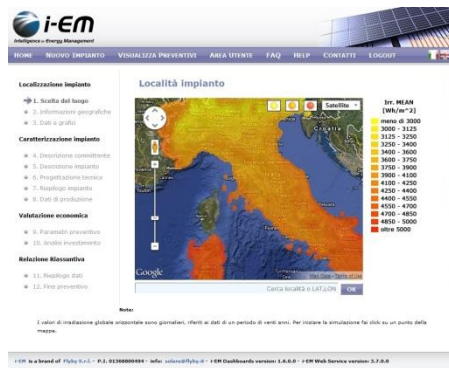 i-EM
Intelligence in Energy Management
HOME NUOVO IMPIANTO VISUALIZZA PREVENTIVI AREA UTENTE FAQ HELP CONTATTI LOGOUT
Localizzazione impianto
1. Scelta del luogo
2. Informazioni geografiche
3. Dati e grafici
Caratterizzazione impianto
4. Descrizione committente
5. Descrizione impianto
6. Progettazione tecnica
7. Riepilogo impianto
8. Dati di produzione
Valutazione economica
9. Parametri preventivo
10. Analisi investimento
Relazione Riassuntiva
11. Riepilogo dati
12. Fine preventivo
Località impianto
Satellite
Croatia
Google
Map Data - Terms of Use
Cerca località o LAT,LON OK
Irr. MEAN
[Wh/m^2]
meno di 3000
3000 - 3125
3125 - 3250
3250 - 3400
3400 - 3600
3600 - 3750
3750 - 3900
3900 - 4100
4100 - 4250
4250 - 4400
4400 - 4550
4550 - 4700
4700 - 4850
4850 - 5000
oltre 5000
Note:
I valori di irradiazione globale orizzontale sono giornalieri, riferiti ai dati di un periodo di venti anni. Per iniziare la simulazione fai click su un punto della
mappa.
i-EM is a brand of Flyby S.r.l. - P.I. 01368800494 - info: solare@flyby.it - i-EM Dashboards version: 1.6.0.0 - i-EM Web Service version: 3.7.0.0